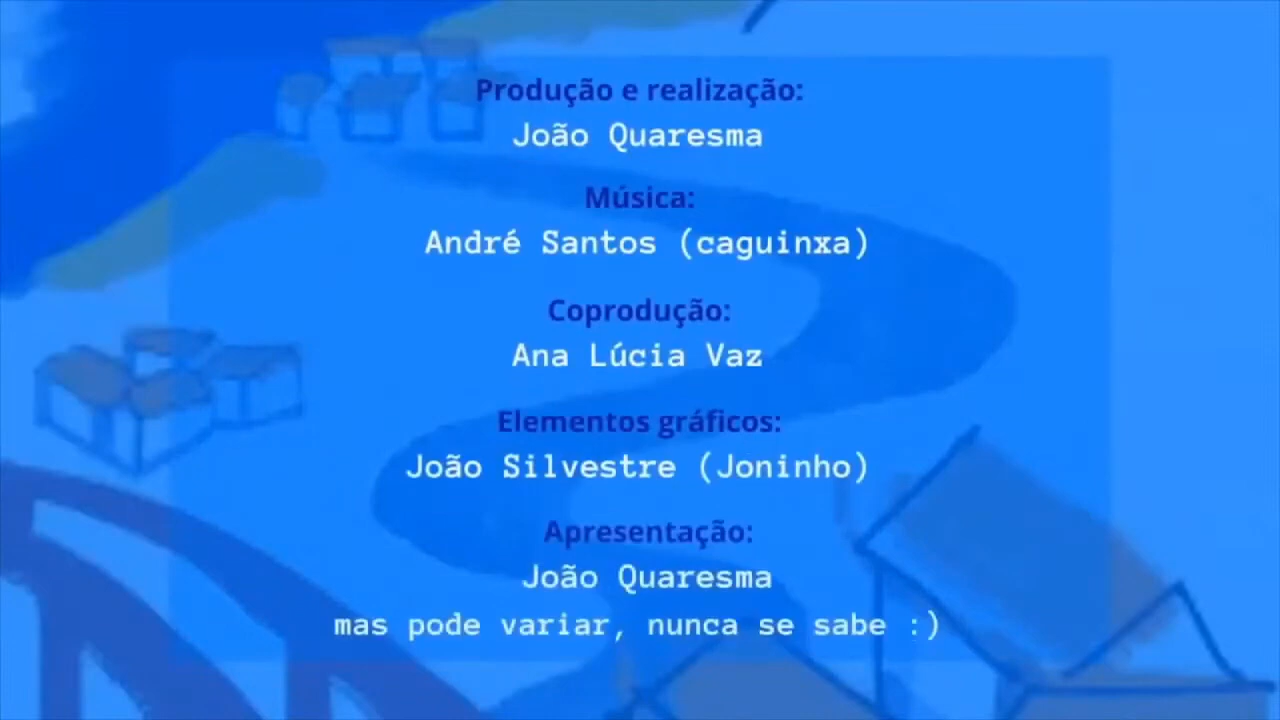 Produção e realização:
João Quaresma
Música:
André Santos (caguinxa)
Coprodução:
Ana Lúcia Vaz
Elementos gráficos:
João Silvestre (Joninho)
Apresentação:
João Quaresma
mas pode variar, nunca se sabe :)